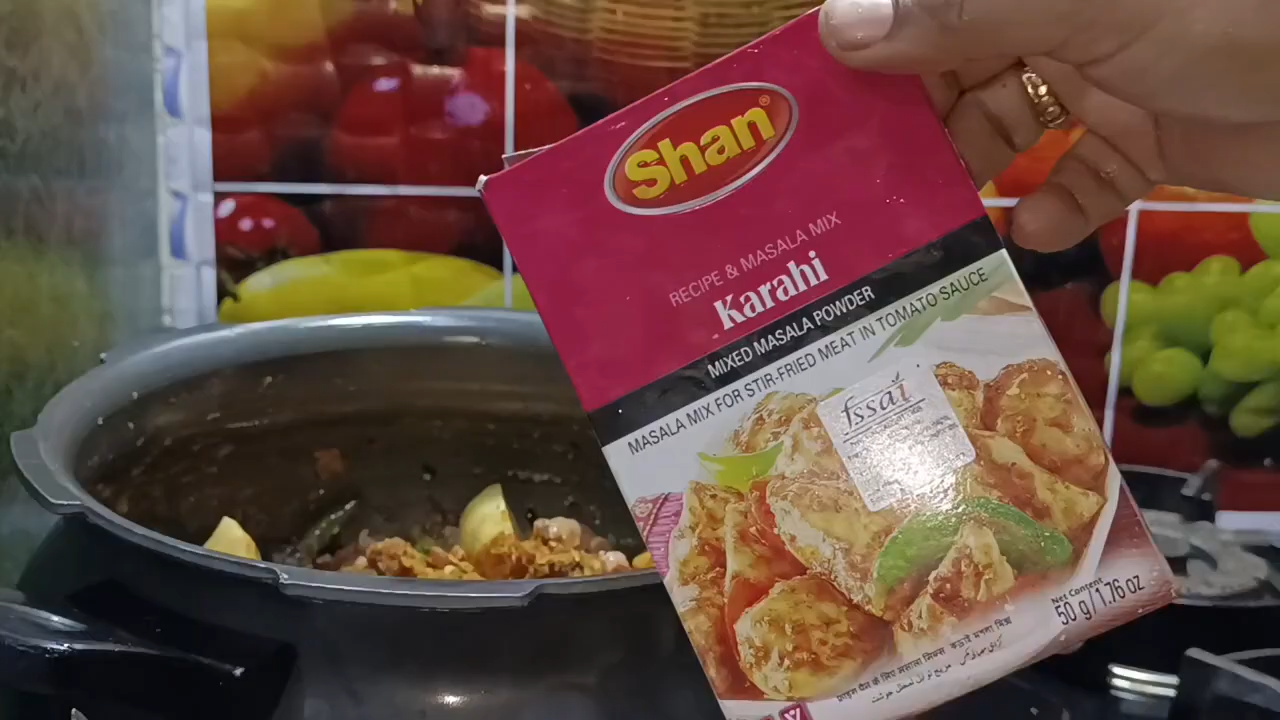 Shan®
RECIPE & MASALA MIX
Karahi
MIXED MASALA POWDER
MASALA MIX FOR STIR-FRIED MEAT IN TOMATO SAUCE
fssai
Net Content
50 g/1.76 oz